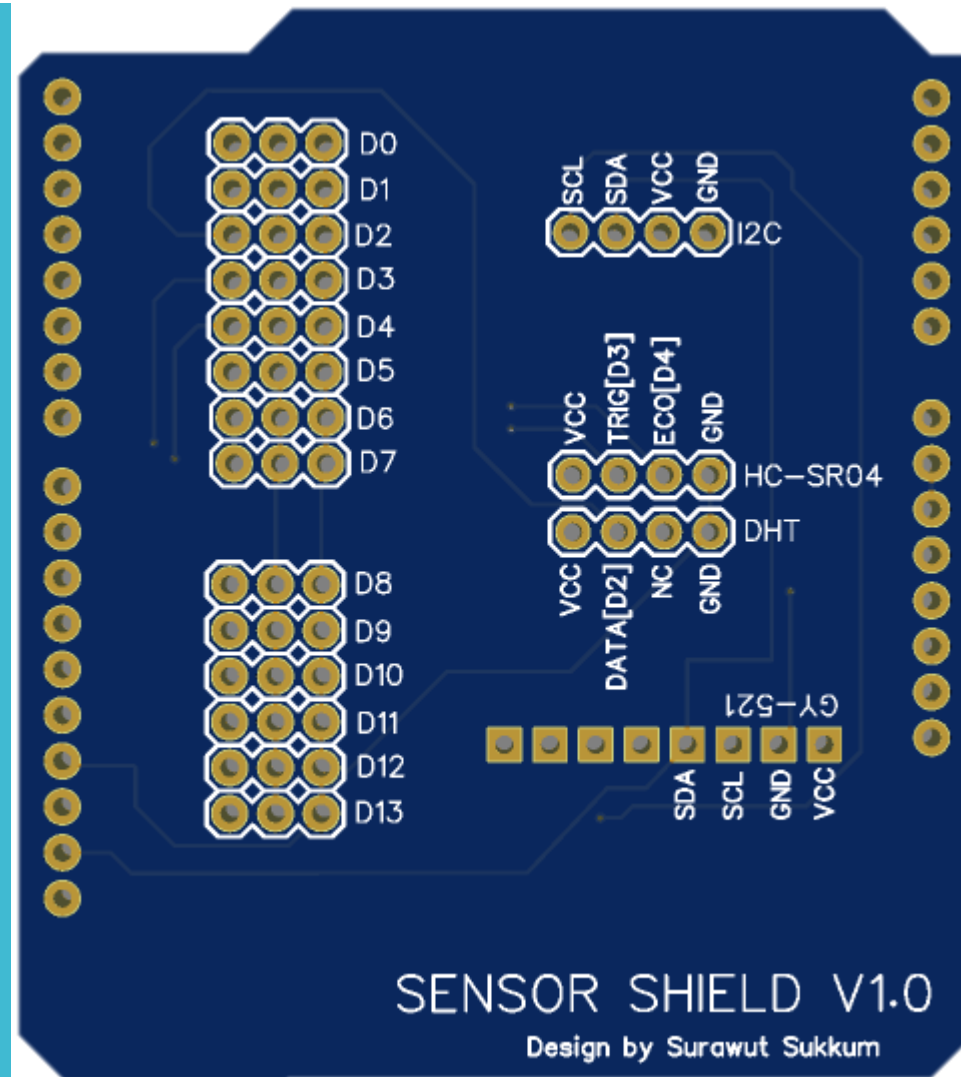 D0
D1
D2
D3
D4
D5
D6
D7
D8
D9
D10
D11
D12
D13
SCL
SDA
VCC
GND
I2C
VCC
TRIG[D3]
ECO[D4]
GND
HC-SR04
DHT
VCC
DATA[D2]
NC
GND
GY-521
SDA
SCL
GND
VCC
SENSOR SHIELD V1.0
Design by Surawut Sukkum